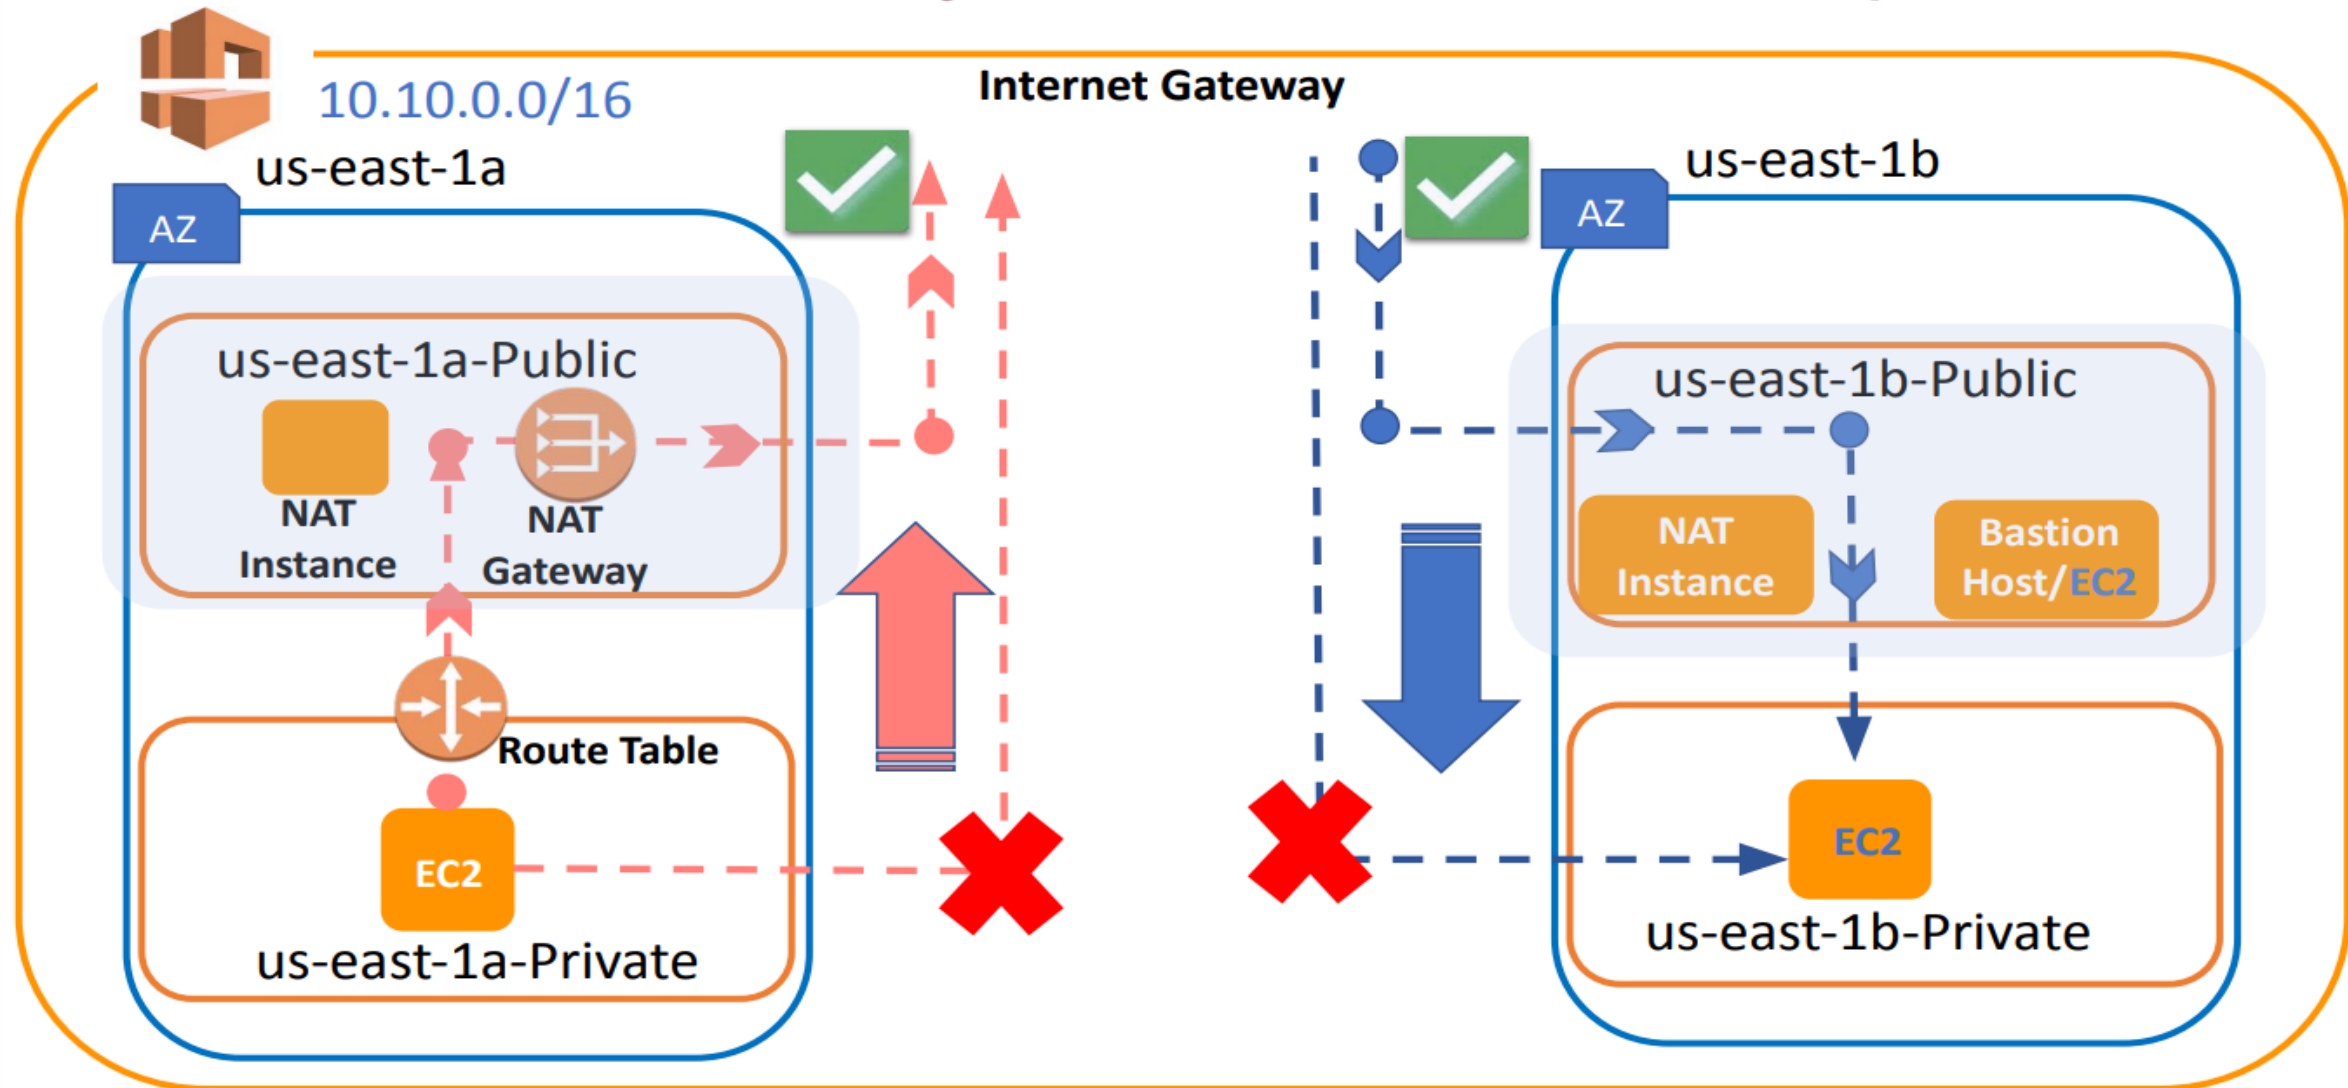 Internet Gateway
10.10.0.0/16
us-east-1a
AZ
us-east-1a-Public
NAT
Instance
NAT
Gateway
Route Table
EC2
us-east-1a-Private
us-east-1b
AZ
us-east-1b-Public
NAT
Instance
Bastion
Host/EC2
EC2
us-east-1b-Private